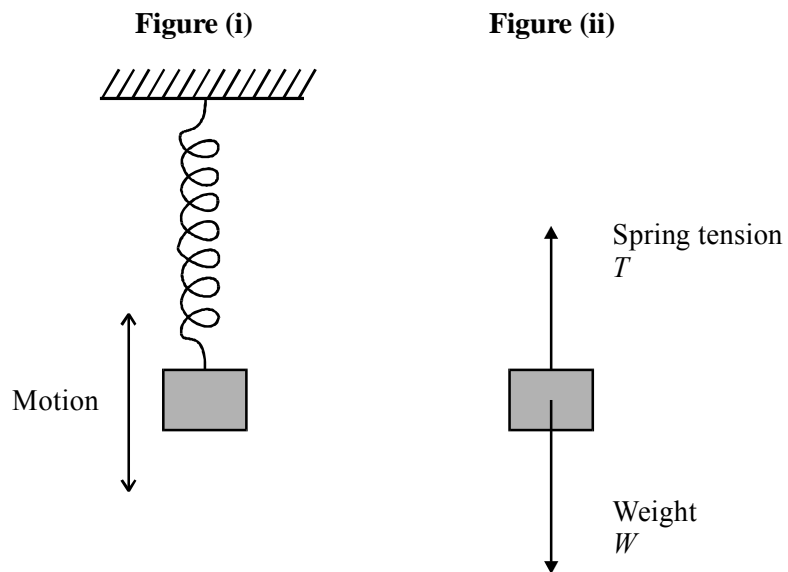 Figure (i)
Figure (ii)
Spring tension
T
Motion
Weight
W